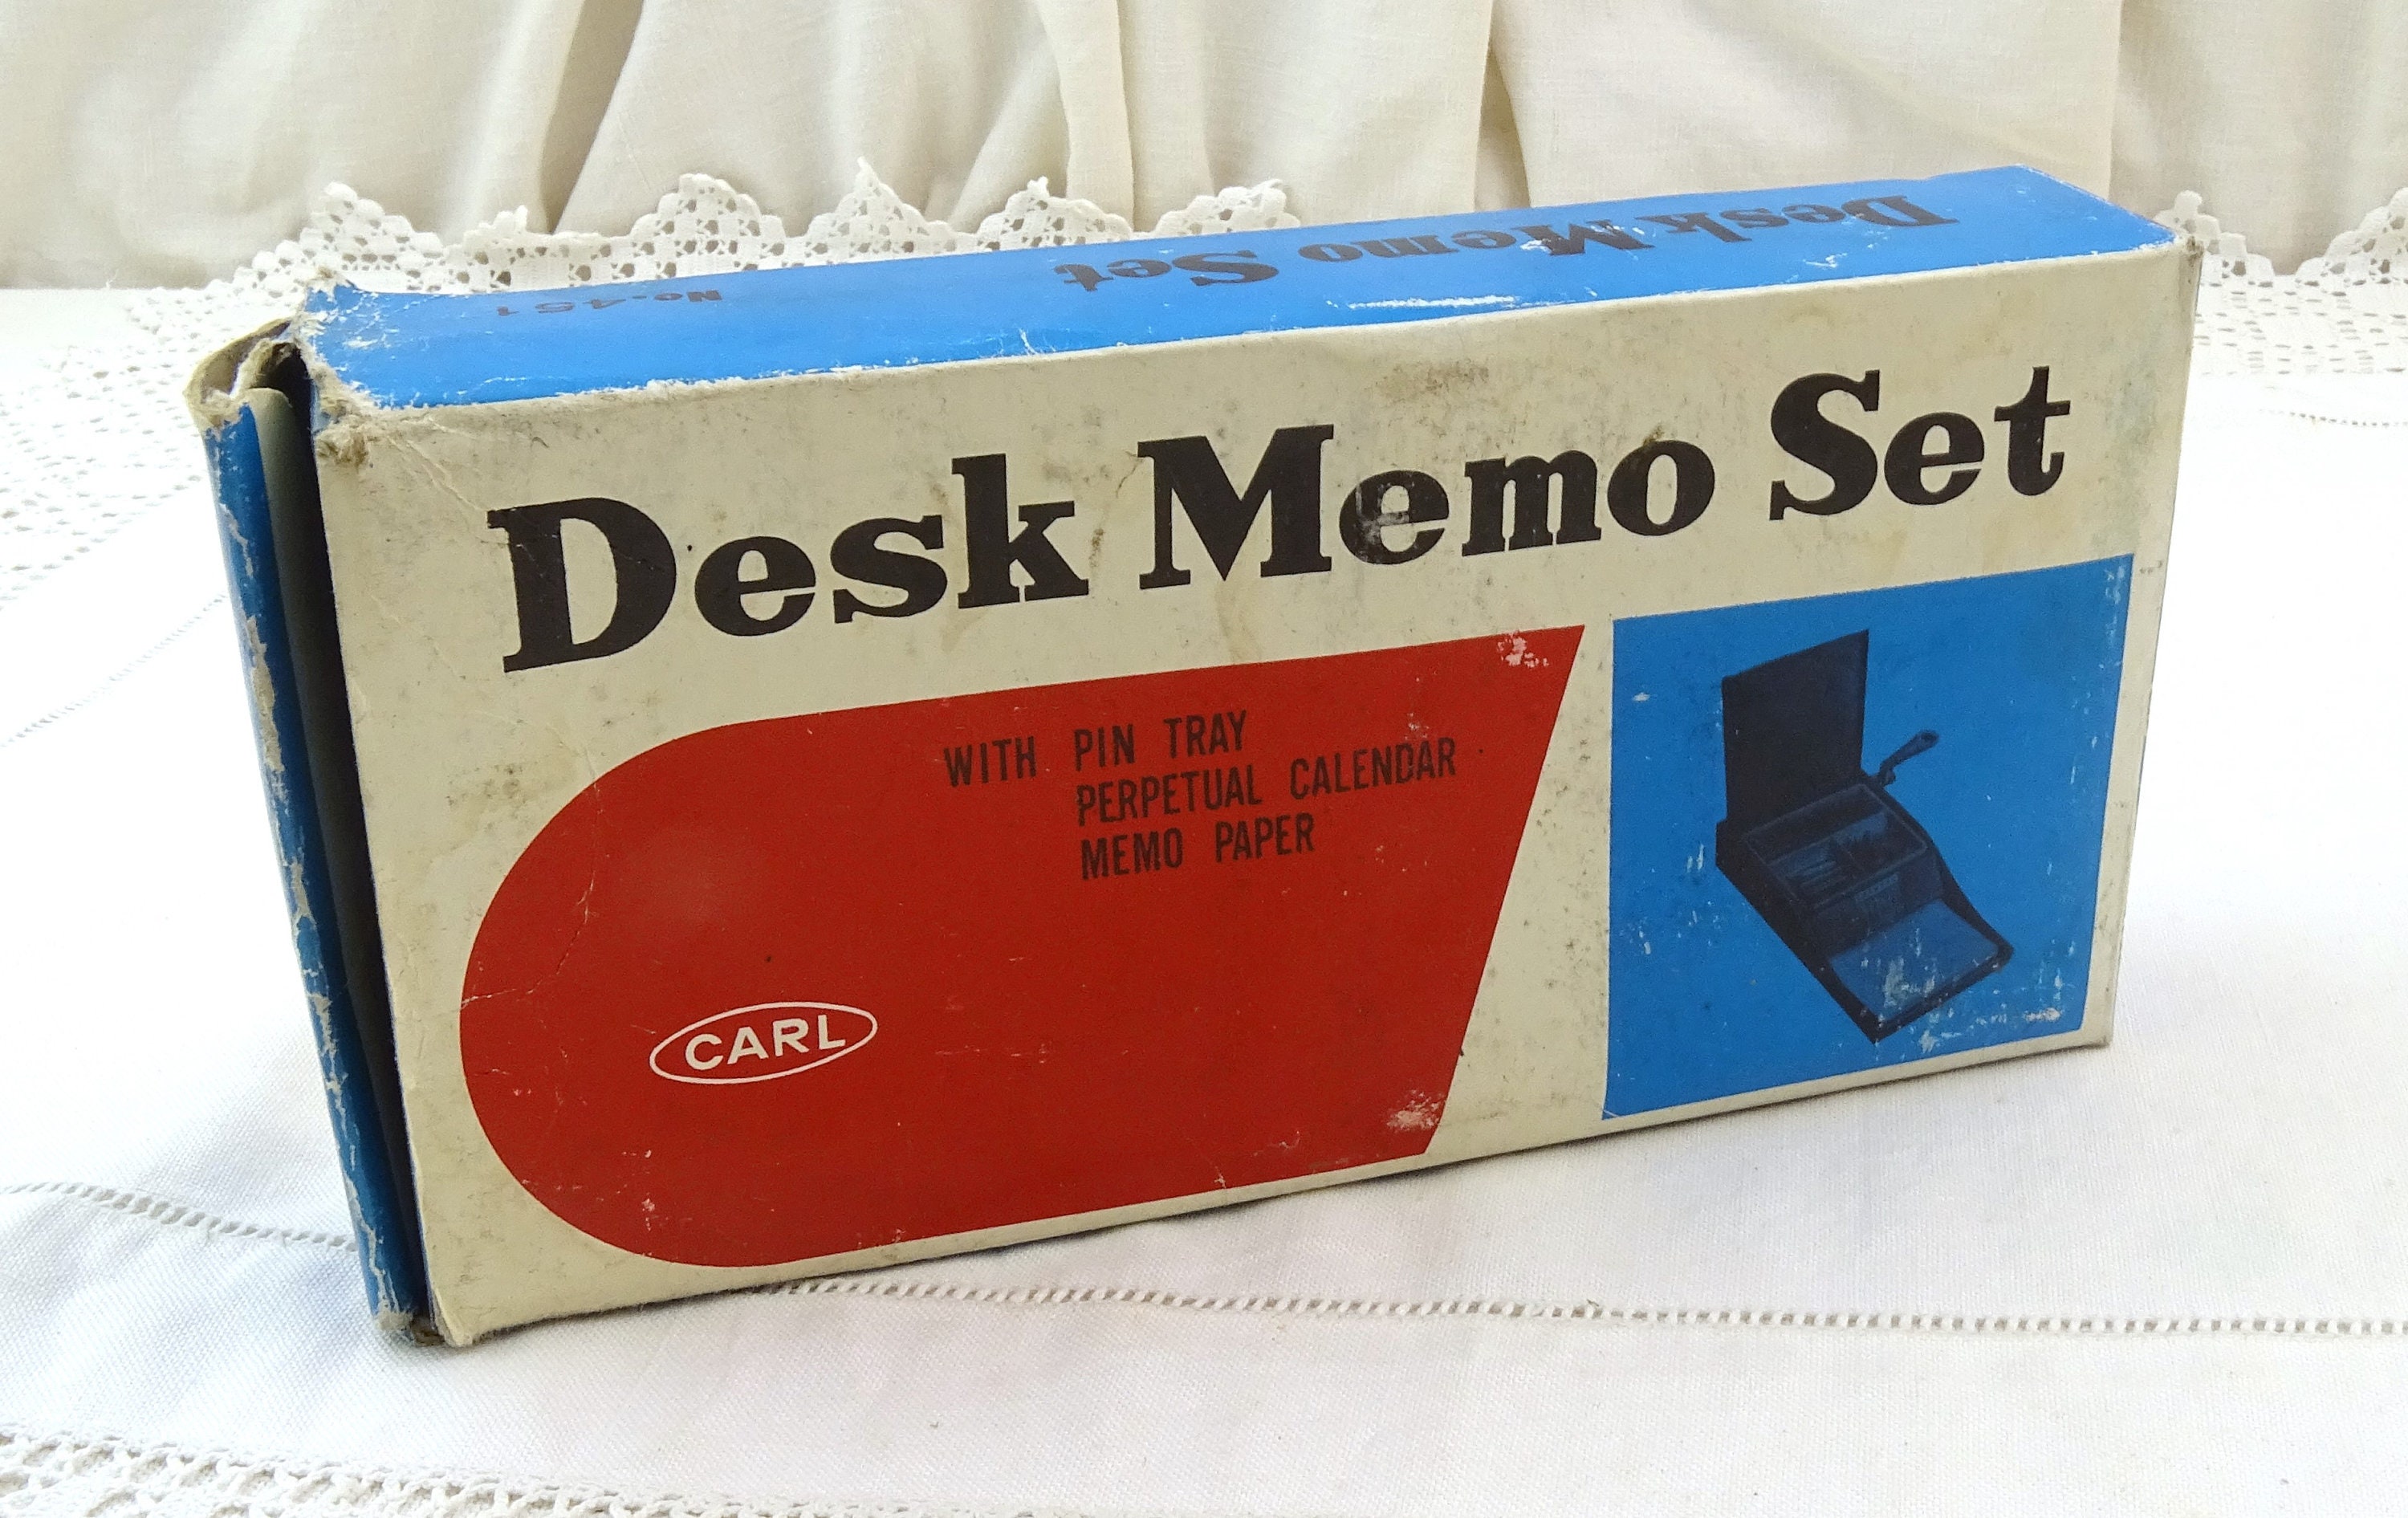 Desk Memo Set
No.451
Desk Memo Set
WITH PIN TRAY
PERPETUAL CALENDAR
MEMO PAPER
CARL